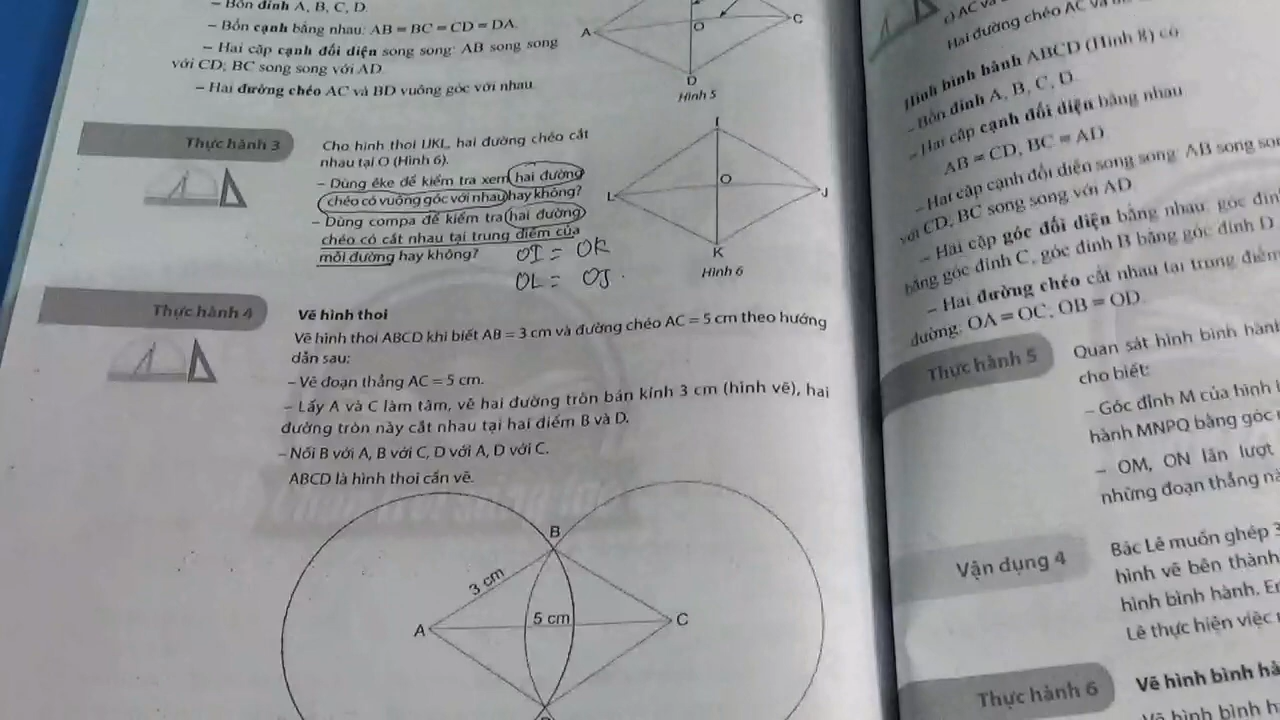 – Bốn đỉnh A, B, C, D.
– Bốn cạnh bằng nhau: AB = BC = CD = DA.
– Hai cặp cạnh đối diện song song: AB song song
với CD; BC song song với AD.
– Hai đường chéo AC và BD vuông góc với nhau.
A
O
C
D
Hình 5
Thực hành 3
Cho hình thoi IJKL, hai đường chéo cắt
nhau tại O (Hình 6).
– Dùng êke để kiểm tra xem hai đường
chéo có vuông góc với nhau hay không?
– Dùng compa để kiểm tra hai đường
chéo có cắt nhau tại trung điểm của
mỗi đường hay không?
OI = OK
OL = OJ.
I
O
L
J
K
Hình 6
Thực hành 4
Vẽ hình thoi
Vẽ hình thoi ABCD khi biết AB = 3 cm và đường chéo AC = 5 cm theo hướng
dẫn sau:
– Vẽ đoạn thẳng AC = 5 cm.
– Lấy A và C làm tâm, vẽ hai đường tròn bán kính 3 cm (hình vẽ), hai
đường tròn này cắt nhau tại hai điểm B và D.
– Nối B với A, B với C, D với A, D với C.
ABCD là hình thoi cần vẽ.
B
3 cm
5 cm
A
C
c) AC và
Hai đường chéo AC và
Hình bình hành ABCD (Hình 8) có
– Bốn đỉnh A, B, C, D.
– Hai cặp cạnh đối diện bằng nhau
AB = CD, BC = AD.
– Hai cặp cạnh đối diện song song: AB song
với CD, BC song song với AD.
– Hai cặp góc đối diện bằng nhau: góc
bằng góc đỉnh C, góc đỉnh B bằng góc đỉnh D.
– Hai đường chéo cắt nhau tại trung điểm
đường: OA = OC, OB = OD.
Thực hành 5
Quan sát hình bình hành
cho biết:
– Góc đỉnh M của hình
hành MNPQ bằng góc
– OM, ON lần lượt
những đoạn thẳng
Vận dụng 4
Bác Lê muốn ghép 3
hình vẽ bên thành
hình bình hành. E
Lê thực hiện việc
Thực hành 6
Vẽ hình bình
Vẽ hình bình